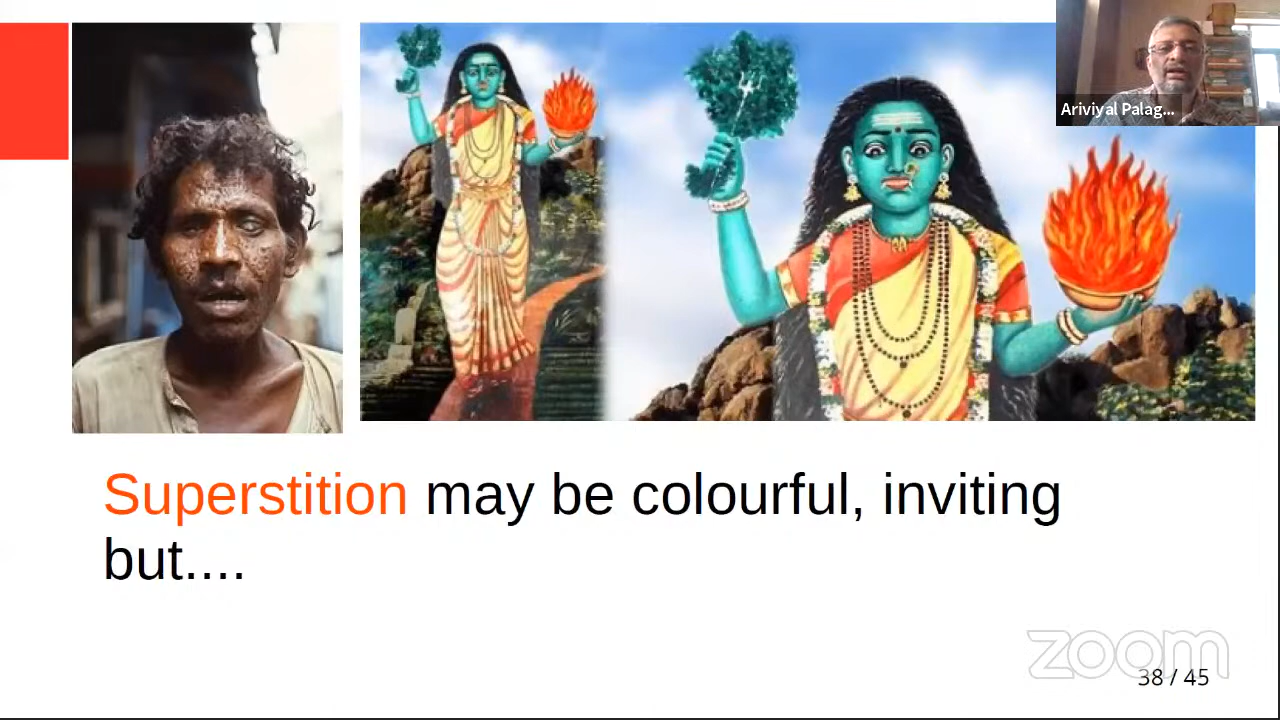 Ariviyal Palag...
Superstition may be colourful, inviting
but....
zoom
38 / 45